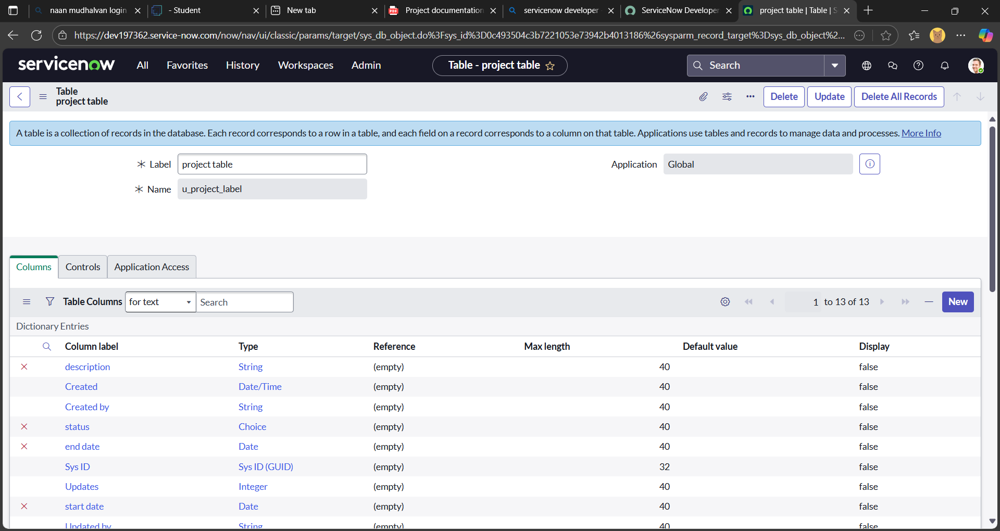 naan mudhalvan login
- Student
New tab
Project documentation
servicenow developer
ServiceNow Developer
project table | Table | S
https://dev197362.service-now.com/now/nav/ui/classic/params/target/sys_db_object.do%3Fsys_id%3D0c493504c3b7221053e73942b4013186%26sysparm_record_target%3Dsys_db_object%2...
servicenow
All
Favorites
History
Workspaces
Admin
Table - project table
Search
Table
project table
Delete
Update
Delete All Records
A table is a collection of records in the database. Each record corresponds to a row in a table, and each field on a record corresponds to a column on that table. Applications use tables and records to manage data and processes. More Info
Label
project table
Application
Global
Name
u_project_label
Columns
Controls
Application Access
Table Columns
for text
Search
1 to 13 of 13
New
Dictionary Entries
Column label Type Reference Max length Default value Display
description String (empty) 40 false
Created Date/Time (empty) 40 false
Created by String (empty) 40 false
status Choice (empty) 40 false
end date Date (empty) 40 false
Sys ID Sys ID (GUID) (empty) 32 false
Updates Integer (empty) 40 false
start date Date (empty) 40 false
Updated by String (empty) 40 false